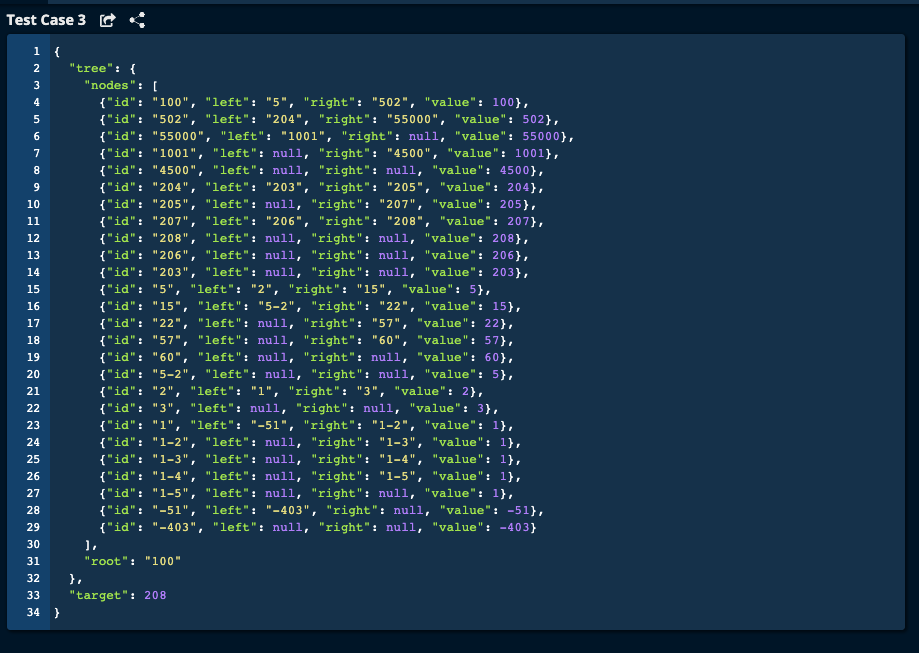 Test Case 3
1 {
2 "tree": {
3 "nodes": [
4 {"id": "100", "left": "5", "right": "502", "value": 100},
5 {"id": "502", "left": "204", "right": "55000", "value": 502},
6 {"id": "55000", "left": "1001", "right": null, "value": 55000},
7 {"id": "1001", "left": null, "right": "4500", "value": 1001},
8 {"id": "4500", "left": null, "right": null, "value": 4500},
9 {"id": "204", "left": "203", "right": "205", "value": 204},
10 {"id": "205", "left": null, "right": "207", "value": 205},
11 {"id": "207", "left": "206", "right": "208", "value": 207},
12 {"id": "208", "left": null, "right": null, "value": 208},
13 {"id": "206", "left": null, "right": null, "value": 206},
14 {"id": "203", "left": null, "right": null, "value": 203},
15 {"id": "5", "left": "2", "right": "15", "value": 5},
16 {"id": "15", "left": "5-2", "right": "22", "value": 15},
17 {"id": "22", "left": null, "right": "57", "value": 22},
18 {"id": "57", "left": null, "right": "60", "value": 57},
19 {"id": "60", "left": null, "right": null, "value": 60},
20 {"id": "5-2", "left": null, "right": null, "value": 5},
21 {"id": "2", "left": "1", "right": "3", "value": 2},
22 {"id": "3", "left": null, "right": null, "value": 3},
23 {"id": "1", "left": "-51", "right": "1-2", "value": 1},
24 {"id": "1-2", "left": null, "right": "1-3", "value": 1},
25 {"id": "1-3", "left": null, "right": "1-4", "value": 1},
26 {"id": "1-4", "left": null, "right": "1-5", "value": 1},
27 {"id": "1-5", "left": null, "right": null, "value": 1},
28 {"id": "-51", "left": "-403", "right": null, "value": -51},
29 {"id": "-403", "left": null, "right": null, "value": -403}
30 ],
31 "root": "100"
32 },
33 "target": 208
34 }